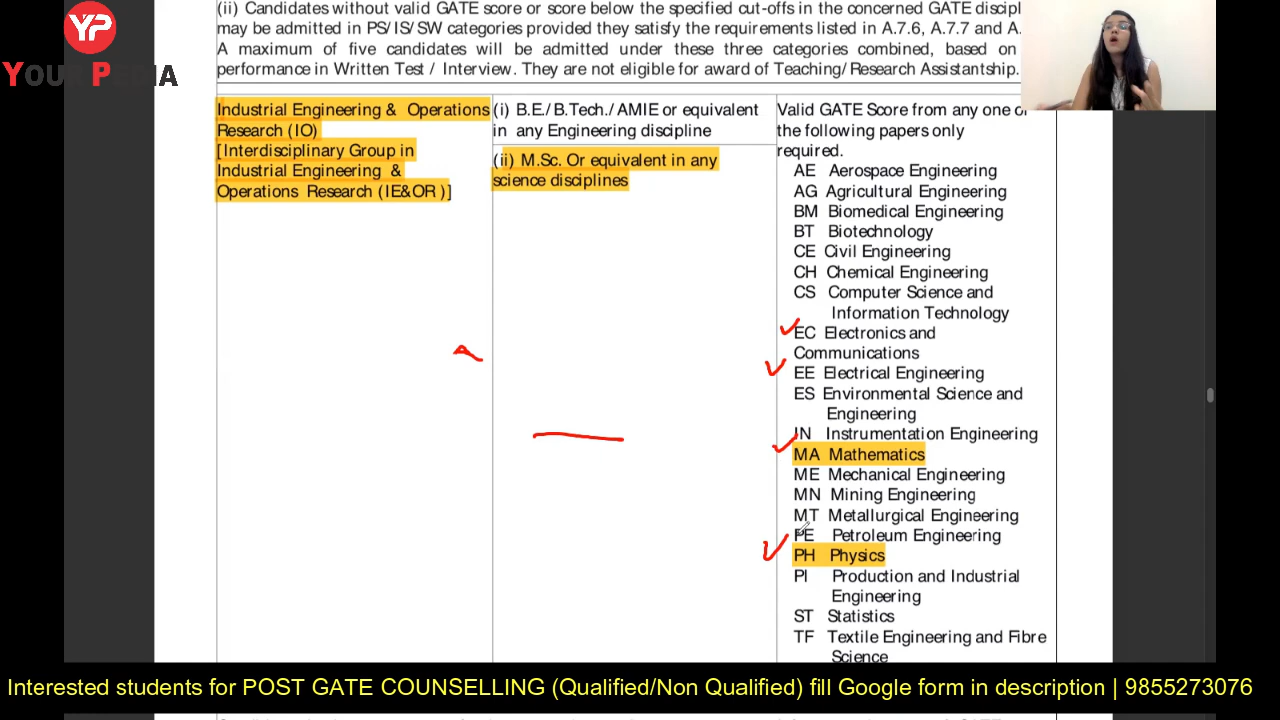 (ii) Candidates without valid GATE score or score below the specified cut-offs in the concerned GATE discipl
may be admitted in PS/IS/SW categories provided they satisfy the requirements listed in A.7.6, A.7.7 and A.
A maximum of five candidates will be admitted under these three categories combined, based on
performance in Written Test / Interview. They are not eligible for award of Teaching/Research Assistantship.
YP
YOUR PEDIA
Industrial Engineering & Operations
Research (IO)
[Interdisciplinary Group in
Industrial Engineering &
Operations Research (IE&OR)]
(i) B.E./B.Tech./AMIE or equivalent
in any Engineering discipline
(ii) M.Sc. Or equivalent in any
science disciplines
Valid GATE Score from any one of
the following papers only
required.
AE Aerospace Engineering
AG Agricultural Engineering
BM Biomedical Engineering
BT Biotechnology
CE Civil Engineering
CH Chemical Engineering
CS Computer Science and
Information Technology
EC Electronics and
Communications
EE Electrical Engineering
ES Environmental Science and
Engineering
IN Instrumentation Engineering
MA Mathematics
ME Mechanical Engineering
MN Mining Engineering
MT Metallurgical Engineering
PE Petroleum Engineering
PH Physics
PI Production and Industrial
Engineering
ST Statistics
TF Textile Engineering and Fibre
Science
Interested students for POST GATE COUNSELLING (Qualified/Non Qualified) fill Google form in description | 9855273076